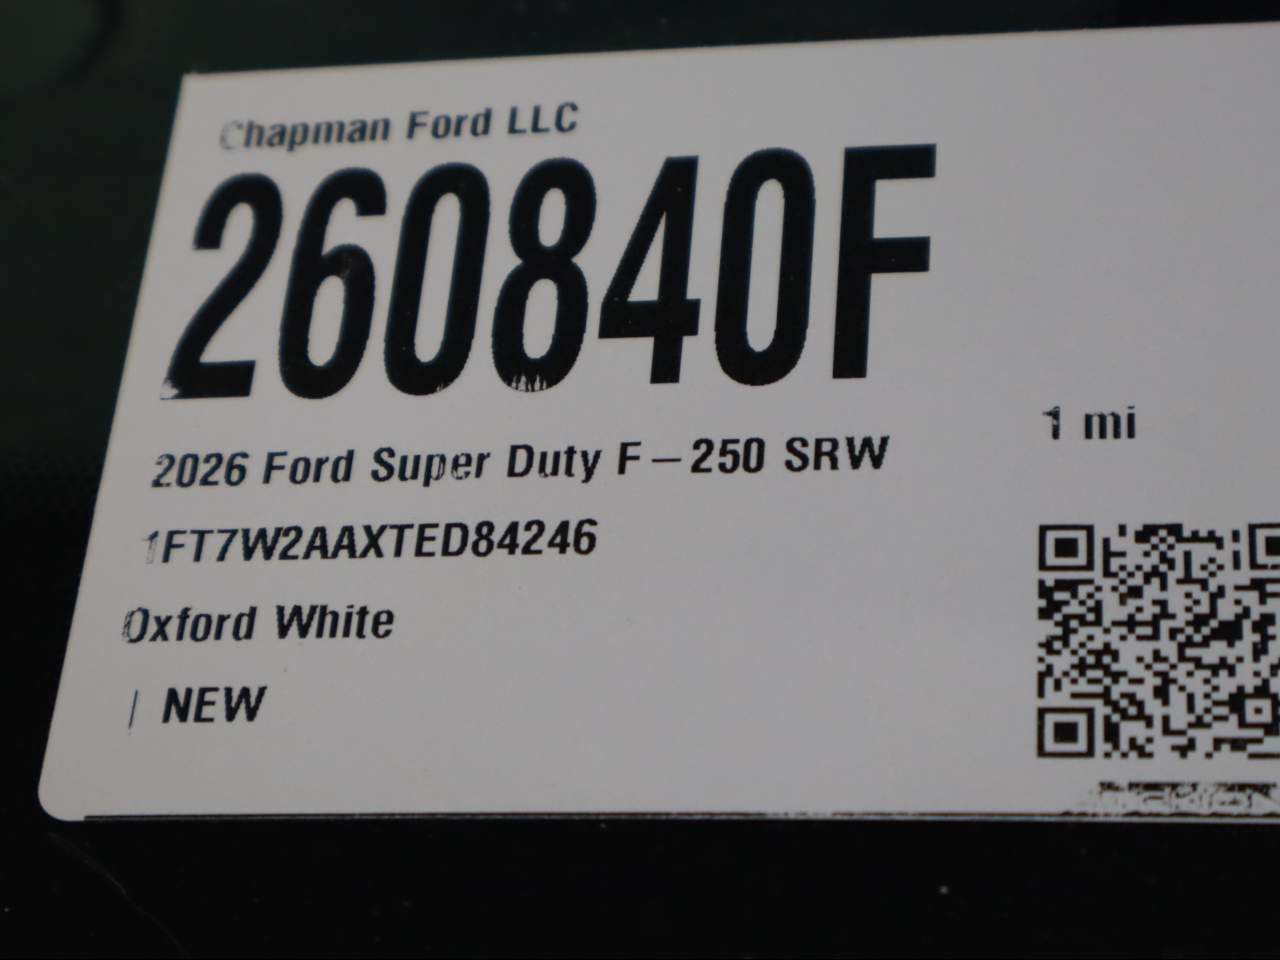 Chapman Ford LLC
260840F
2026 Ford Super Duty F-250 SRW
1 mi
1FT7W2AAXTED84246
Oxford White
| NEW